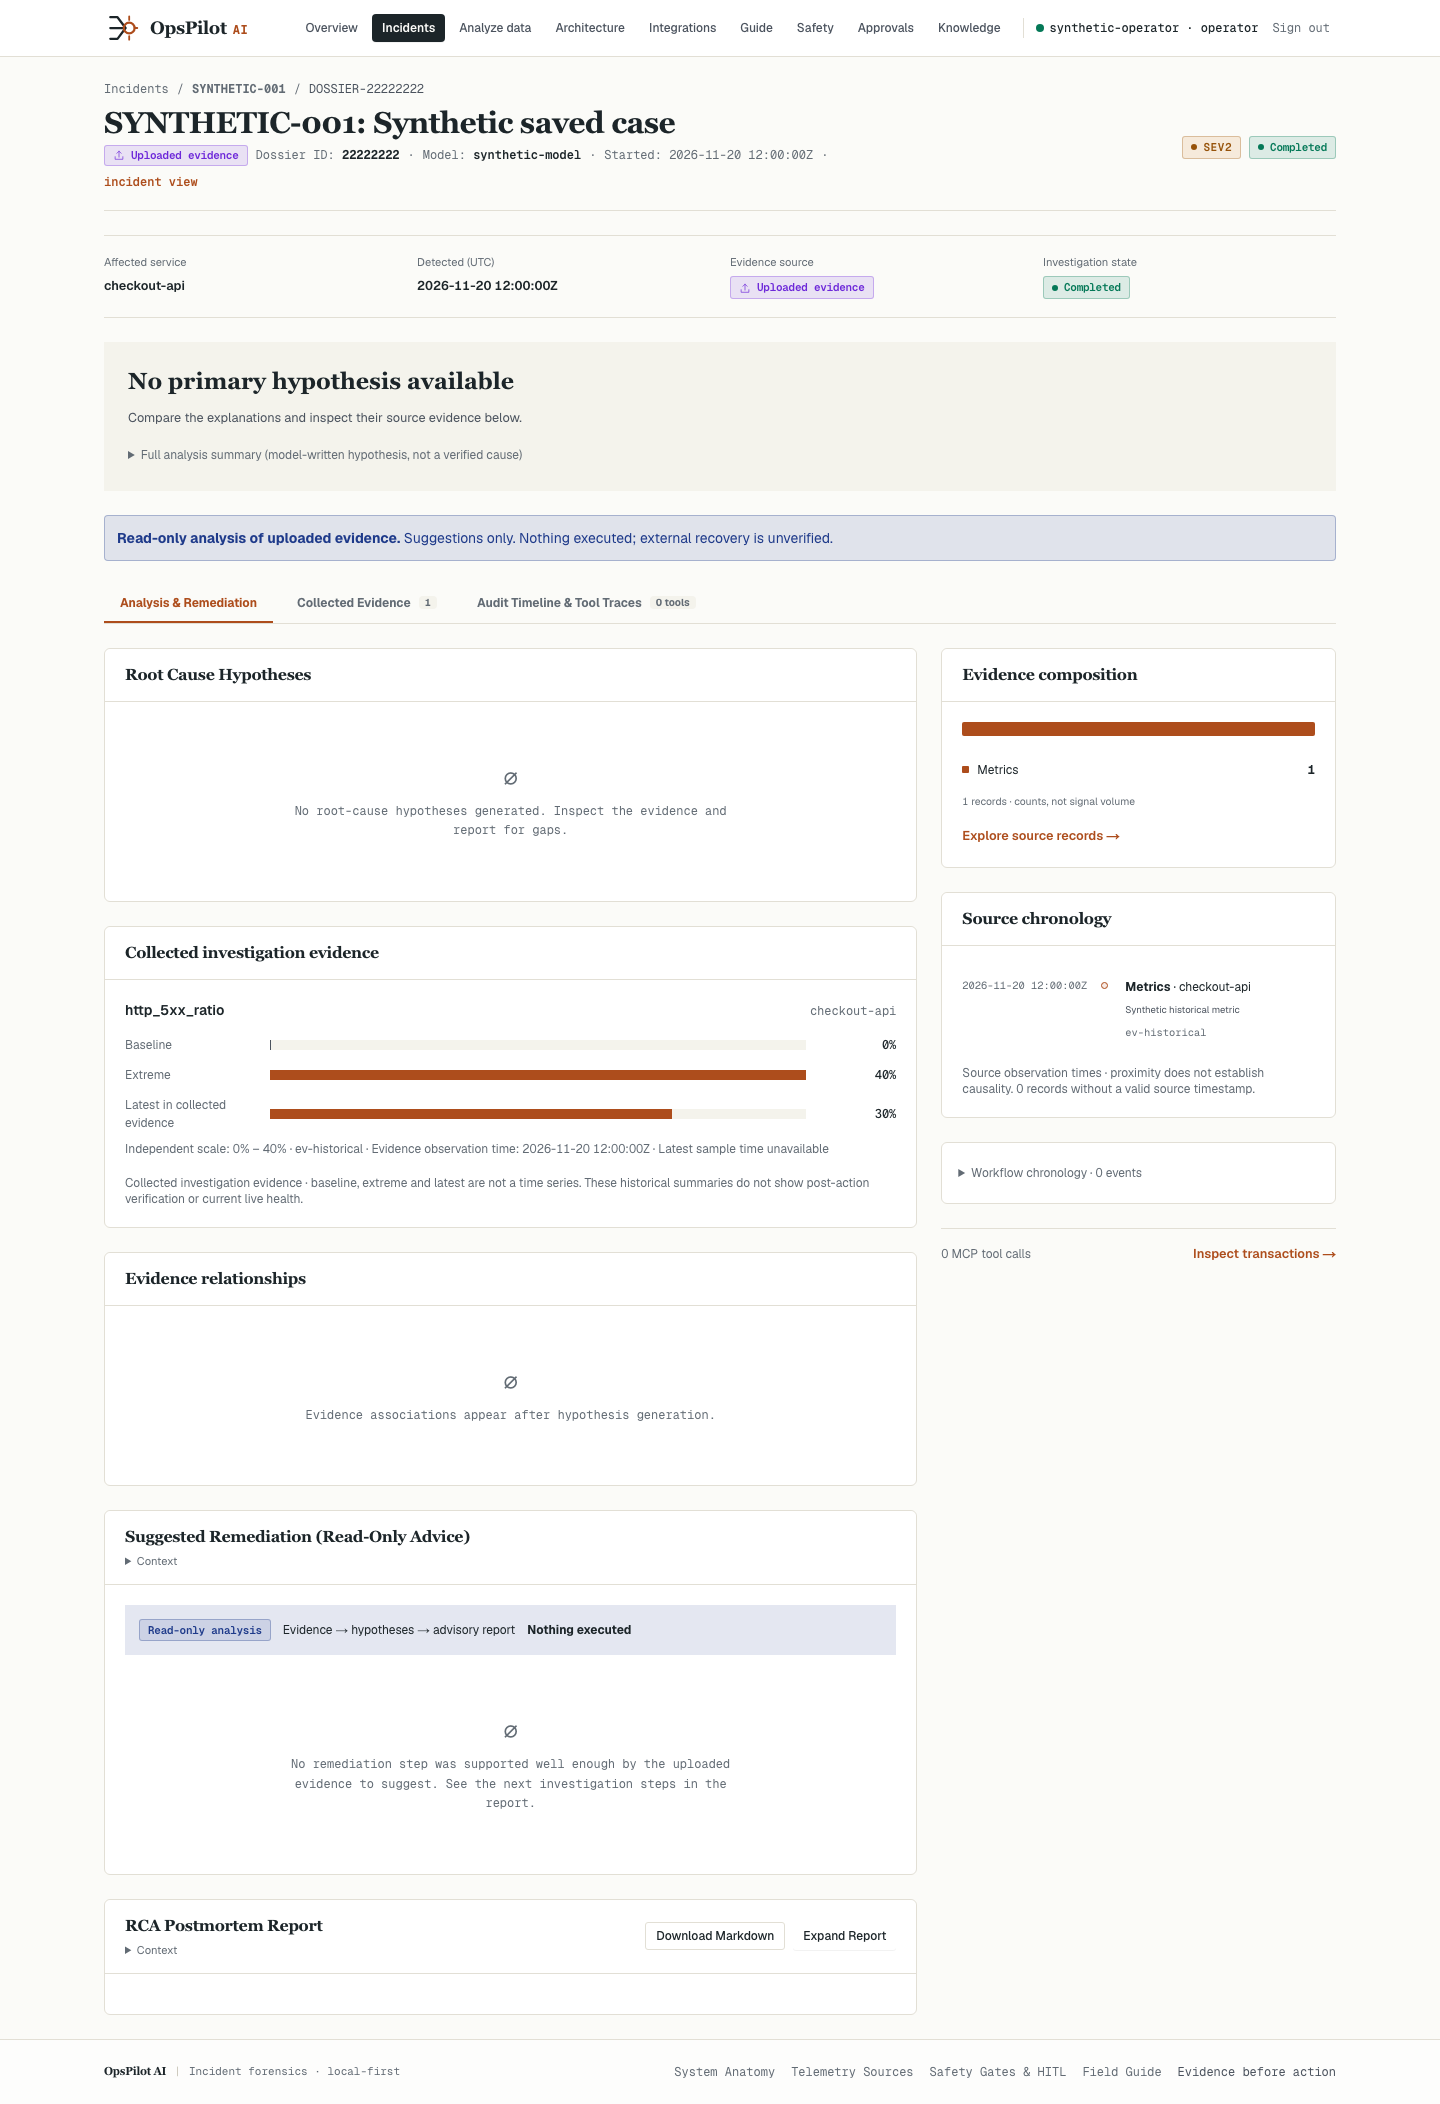 OpsPilot AI
Overview
Incidents
Analyze data
Architecture
Integrations
Guide
Safety
Approvals
Knowledge
synthetic-operator · operator
Sign out
Incidents / SYNTHETIC-001 / DOSSIER-22222222
SYNTHETIC-001: Synthetic saved case
Uploaded evidence Dossier ID: 22222222 · Model: synthetic-model · Started: 2026-11-20 12:00:00Z ·
incident view
SEV2
Completed
Affected service
checkout-api
Detected (UTC)
2026-11-20 12:00:00Z
Evidence source
Uploaded evidence
Investigation state
Completed
No primary hypothesis available
Compare the explanations and inspect their source evidence below.
▶ Full analysis summary (model-written hypothesis, not a verified cause)
Read-only analysis of uploaded evidence. Suggestions only. Nothing executed; external recovery is unverified.
Analysis & Remediation
Collected Evidence 1
Audit Timeline & Tool Traces 0 tools
Root Cause Hypotheses
∅
No root-cause hypotheses generated. Inspect the evidence and
report for gaps.
Collected investigation evidence
http_5xx_ratio
checkout-api
Baseline
0%
Extreme
40%
Latest in collected
evidence
30%
Independent scale: 0% – 40% · ev-historical · Evidence observation time: 2026-11-20 12:00:00Z · Latest sample time unavailable
Collected investigation evidence · baseline, extreme and latest are not a time series. These historical summaries do not show post-action
verification or current live health.
Evidence relationships
∅
Evidence associations appear after hypothesis generation.
Suggested Remediation (Read-Only Advice)
▶ Context
Read-only analysis Evidence → hypotheses → advisory report Nothing executed
∅
No remediation step was supported well enough by the uploaded
evidence to suggest. See the next investigation steps in the
report.
RCA Postmortem Report
▶ Context
Download Markdown
Expand Report
Evidence composition
Metrics
1
1 records · counts, not signal volume
Explore source records →
Source chronology
2026-11-20 12:00:00Z
Metrics · checkout-api
Synthetic historical metric
ev-historical
Source observation times · proximity does not establish
causality. 0 records without a valid source timestamp.
▶ Workflow chronology · 0 events
0 MCP tool calls
Inspect transactions →
OpsPilot AI | Incident forensics · local-first
System Anatomy
Telemetry Sources
Safety Gates & HITL
Field Guide
Evidence before action